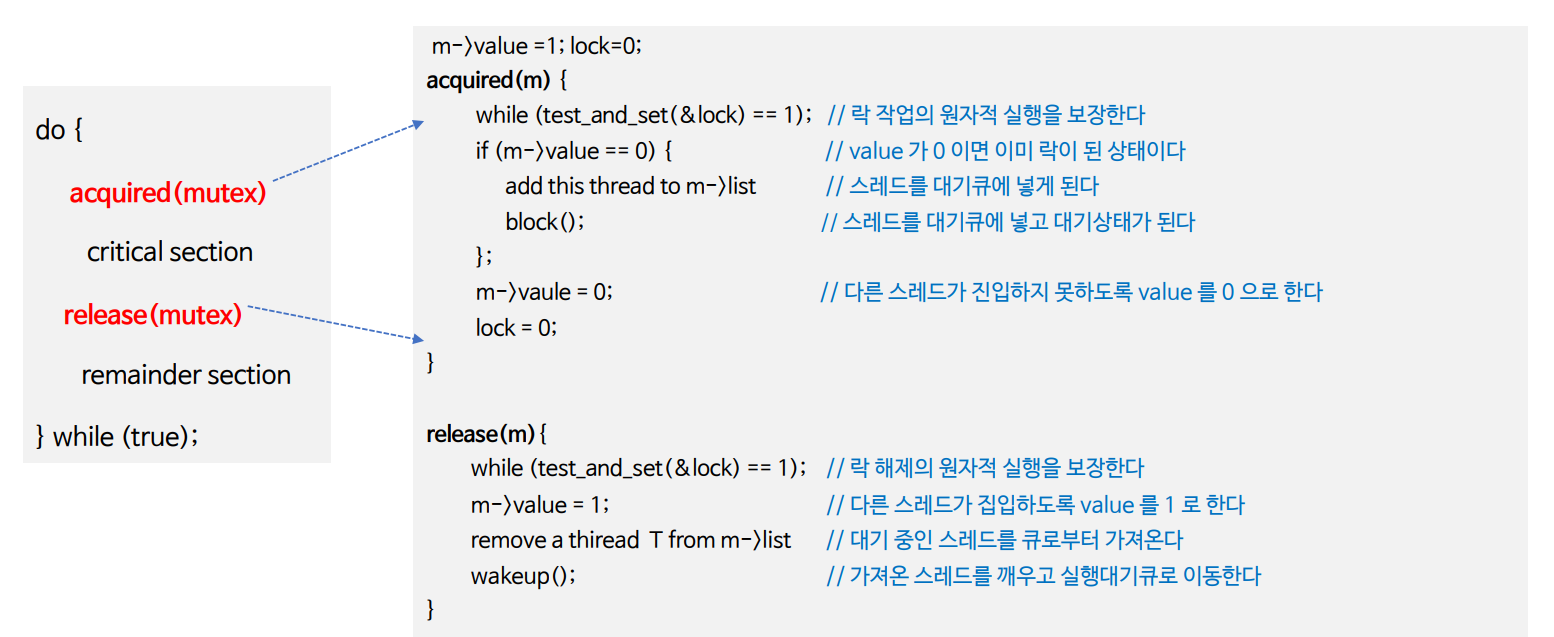 do {
acquired(mutex)
critical section
release(mutex)
remainder section
} while (true);
m->value =1; lock=0;
acquired(m) {
while (test_and_set(&lock) == 1); // 락 작업의 원자적 실행을 보장한다
if (m->value == 0) { // value 가 0 이면 이미 락이 된 상태이다
add this thread to m->list // 스레드를 대기큐에 넣게 된다
block(); // 스레드를 대기큐에 넣고 대기상태가 된다
};
m->vaule = 0; // 다른 스레드가 진입하지 못하도록 value 를 0 으로 한다
lock = 0;
}
release(m){
while (test_and_set(&lock) == 1); // 락 해제의 원자적 실행을 보장한다
m->value = 1; // 다른 스레드가 집입하도록 value 를 1 로 한다
remove a thiread T from m->list // 대기 중인 스레드를 큐로부터 가져온다
wakeup(); // 가져온 스레드를 깨우고 실행대기큐로 이동한다
}